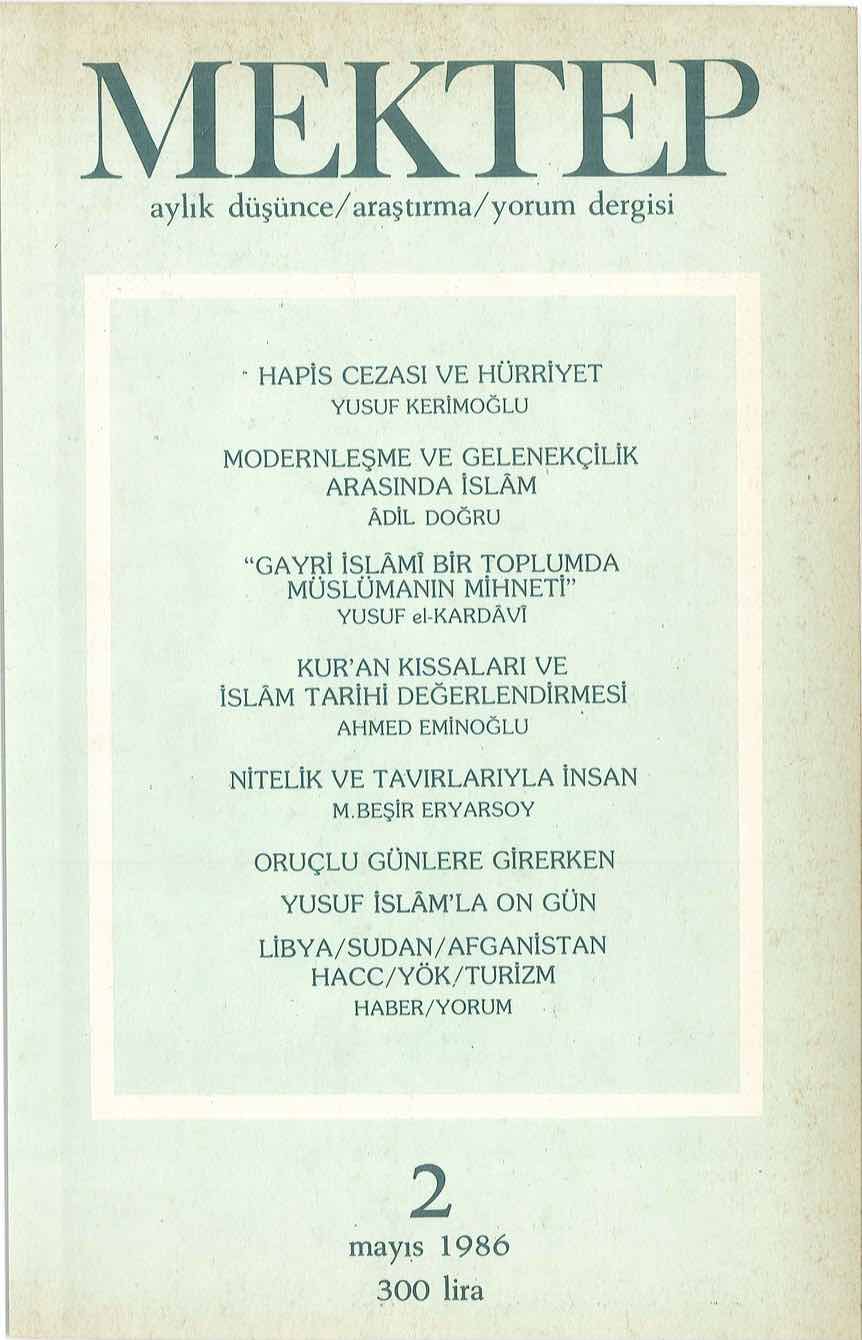 MEKTEP
aylık düşünce/araştırma/yorum dergisi
HAPİS CEZASI VE HÜRRİYET
YUSUF KERİMOĞLU
MODERNLEŞME VE GELENEKÇİLİK
ARASINDA İSLÂM
ÂDİL DOĞRU
“GAYRİ İSLÂMÎ BİR TOPLUMDA
MÜSLÜMANIN MİHNETİ”
YUSUF el-KARDÂVÎ
KUR’AN KISSALARI VE
İSLÂM TARİHİ DEĞERLENDİRMESİ
AHMED EMİNOĞLU
NİTELİK VE TAVIRLARIYLA İNSAN
M.BEŞİR ERYARSOY
ORUÇLU GÜNLERE GİRERKEN
YUSUF İSLÂM’LA ON GÜN
LİBYA/SUDAN/AFGANİSTAN
HACC/YÖK/TURİZM
HABER/YORUM
2
mayıs 1986
300 lira